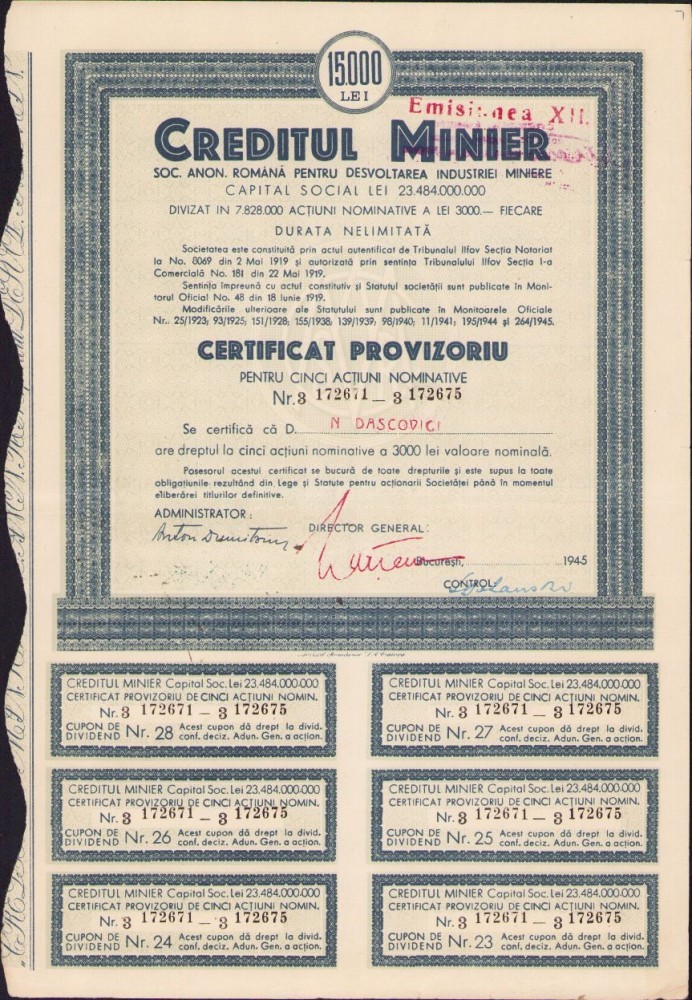 15.000
LEI
Emisiunea XII.
CREDITUL MINIER
SOC. ANON. ROMÂNĂ PENTRU DESVOLTAREA INDUSTRIEI MINIERE
CAPITAL SOCIAL LEI 23.484.000.000
DIVIZAT IN 7.828.000 ACȚIUNI NOMINATIVE A LEI 3000.— FIECARE
DURATA NELIMITATĂ
Societatea este constituită prin actul autentificat de Tribunalul Ilfov Secția Notariat
la No. 8069 din 2 Mai 1919 și autorizată prin sentința Tribunalului Ilfov Secția I-a
Comercială No. 181 din 22 Mai 1919.
Sentința împreună cu actul constitutiv și Statutul societății sunt publicate în Moni-
torul Oficial No. 48 din 18 Iunie 1919.
Modificările ulterioare ale Statutului sunt publicate in Monitoarele Oficiale
Nr.: 25/1923; 93/1925; 151/1928; 155/1938; 139/1939; 98/1940; 11/1941; 195/1944 și 264/1945.
CERTIFICAT PROVIZORIU
PENTRU CINCI ACȚIUNI NOMINATIVE
Nr. 3 172671 — 3 172675
Se certifică că D. N DASCOVICI
are dreptul la cinci acțiuni nominative a 3000 lei valoare nominală.
Posesorul acestui certificat se bucură de toate drepturile și este supus la toate
obligațiunile rezultând din Lege și Statute pentru acționarii Societății până în momentul
eliberării titlurilor definitive.
ADMINISTRATOR:
DIRECTOR GENERAL:
București, 1945
CONTROL:
CREDITUL MINIER Capital Soc. Lei 23.484.000.000
CERTIFICAT PROVIZORIU DE CINCI ACȚIUNI NOMIN.
Nr. 3 172671 — 3 172675
CUPON DE DIVIDEND Nr. 28 Acest cupon dă drept la divid.
conf. deciz. Adun. Gen. a acțion.
CREDITUL MINIER Capital Soc. Lei 23.484.000.000
CERTIFICAT PROVIZORIU DE CINCI ACȚIUNI NOMIN.
Nr. 3 172671 — 3 172675
CUPON DE DIVIDEND Nr. 27 Acest cupon dă drept la divid.
conf. deciz. Adun. Gen. a acțion.
CREDITUL MINIER Capital Soc. Lei 23.484.000.000
CERTIFICAT PROVIZORIU DE CINCI ACȚIUNI NOMIN.
Nr. 3 172671 — 3 172675
CUPON DE DIVIDEND Nr. 26 Acest cupon dă drept la divid.
conf. deciz. Adun. Gen. a acțion.
CREDITUL MINIER Capital Soc. Lei 23.484.000.000
CERTIFICAT PROVIZORIU DE CINCI ACȚIUNI NOMIN.
Nr. 3 172671 — 3 172675
CUPON DE DIVIDEND Nr. 25 Acest cupon dă drept la divid.
conf. deciz. Adun. Gen. a acțion.
CREDITUL MINIER Capital Soc. Lei 23.484.000.000
CERTIFICAT PROVIZORIU DE CINCI ACȚIUNI NOMIN.
Nr. 3 172671 — 3 172675
CUPON DE DIVIDEND Nr. 24 Acest cupon dă drept la divid.
conf. deciz. Adun. Gen. a acțion.
CREDITUL MINIER Capital Soc. Lei 23.484.000.000
CERTIFICAT PROVIZORIU DE CINCI ACȚIUNI NOMIN.
Nr. 3 172671 — 3 172675
CUPON DE DIVIDEND Nr. 23 Acest cupon dă drept la divid.
conf. deciz. Adun. Gen. a acțion.